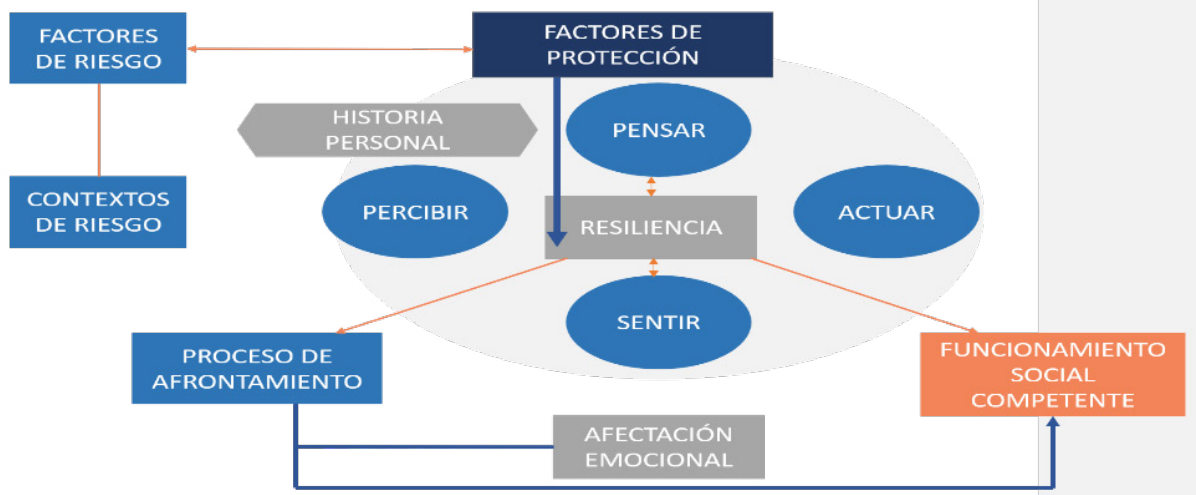 FACTORES
DE RIESGO
FACTORES DE
PROTECCIÓN
HISTORIA
PERSONAL
PENSAR
CONTEXTOS
DE RIESGO
PERCIBIR
RESILIENCIA
ACTUAR
SENTIR
PROCESO DE
AFRONTAMIENTO
FUNCIONAMIENTO
SOCIAL
COMPETENTE
AFECTACIÓN
EMOCIONAL